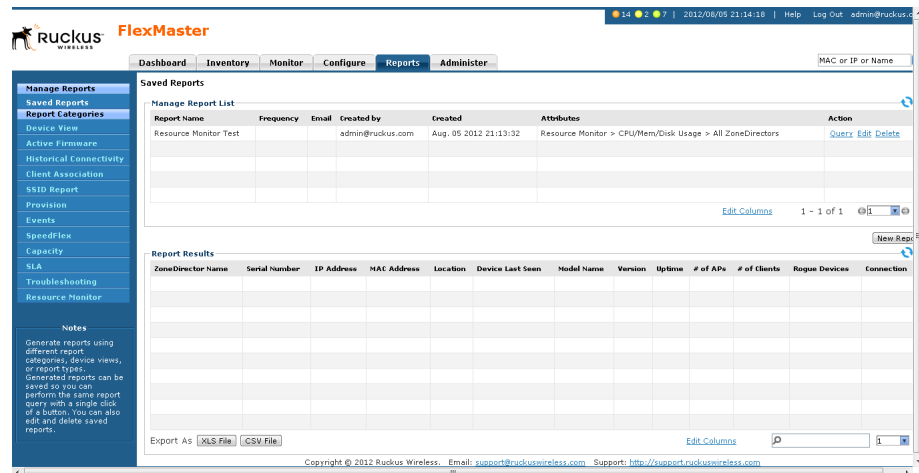 14 2 7 | 2012/08/05 21:14:18 | Help Log Out admin@ruckus.c
Ruckus WIRELESS
FlexMaster
Dashboard Inventory Monitor Configure Reports Administer
MAC or IP or Name
Manage Reports
Saved Reports
Report Categories
Device View
Active Firmware
Historical Connectivity
Client Association
SSID Report
Provision
Events
SpeedFlex
Capacity
SLA
Troubleshooting
Resource Monitor
Notes
Generate reports using
different report
categories, device views,
or report types.
Generated reports can be
saved so you can
perform the same report
query with a single click
of a button. You can also
edit and delete saved
reports.
Saved Reports
Manage Report List
Report Name Frequency Email Created by Created Attributes Action
Resource Monitor Test admin@ruckus.com Aug. 05 2012 21:13:32 Resource Monitor > CPU/Mem/Disk Usage > All ZoneDirectors Query Edit Delete
Edit Columns 1 - 1 of 1 1
New Repo
Report Results
ZoneDirector Name Serial Number IP Address MAC Address Location Device Last Seen Model Name Version Uptime # of APs # of Clients Rogue Devices Connection
Export As XLS File CSV File Edit Columns 1
Copyright © 2012 Ruckus Wireless. Email: support@ruckuswireless.com Support: http://support.ruckuswireless.com